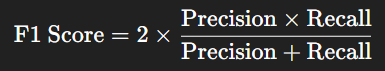 F1 Score = 2 × Precision × Recall / Precision + Recall